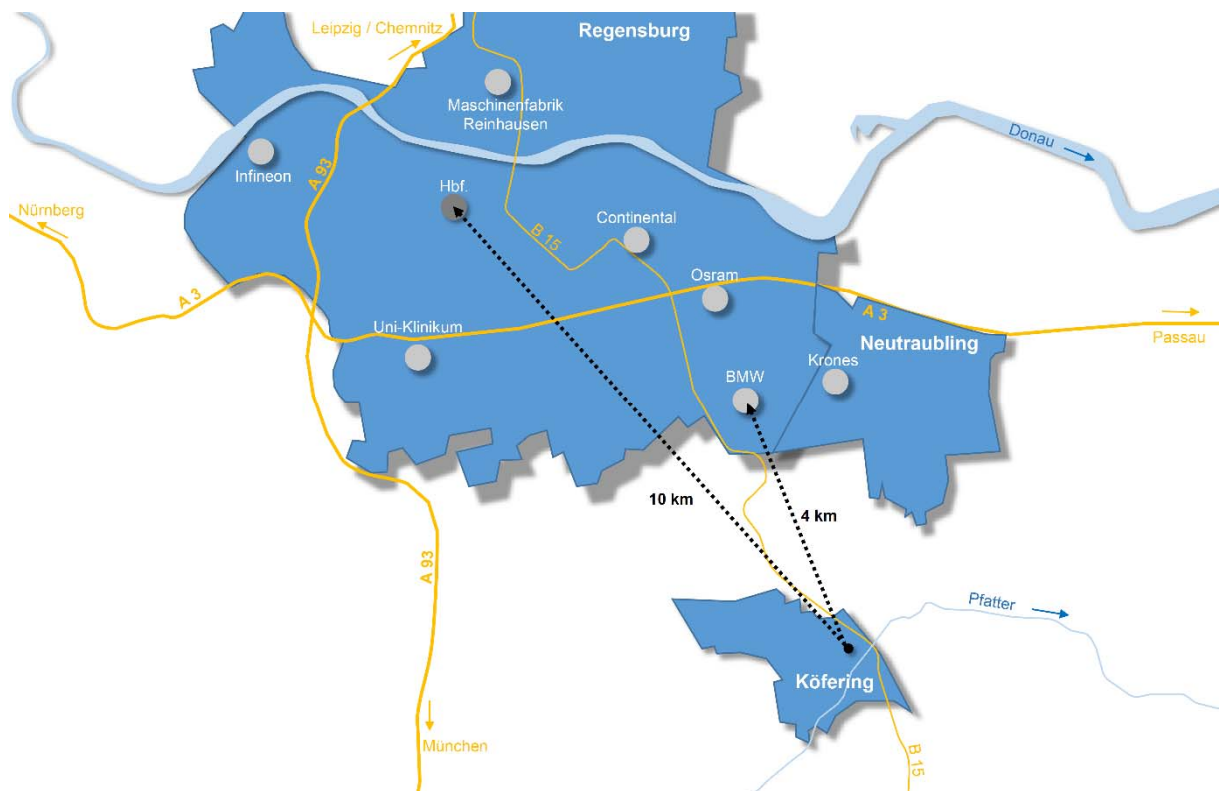 Leipzig / Chemnitz
Regensburg
Maschinenfabrik
Reinhausen
Donau
Infineon
A 93
Hbf.
Nürnberg
Continental
B 15
A 3
Osram
A 3
Uni-Klinikum
Neutraubling
Passau
Krones
BMW
10 km
4 km
A 93
Pfatter
Köfering
München
B 15